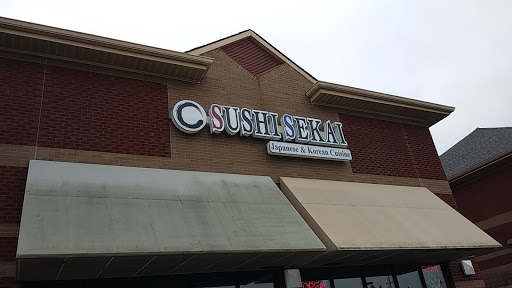 SUSHI SEKAI
Japanese & Korean Cuisine